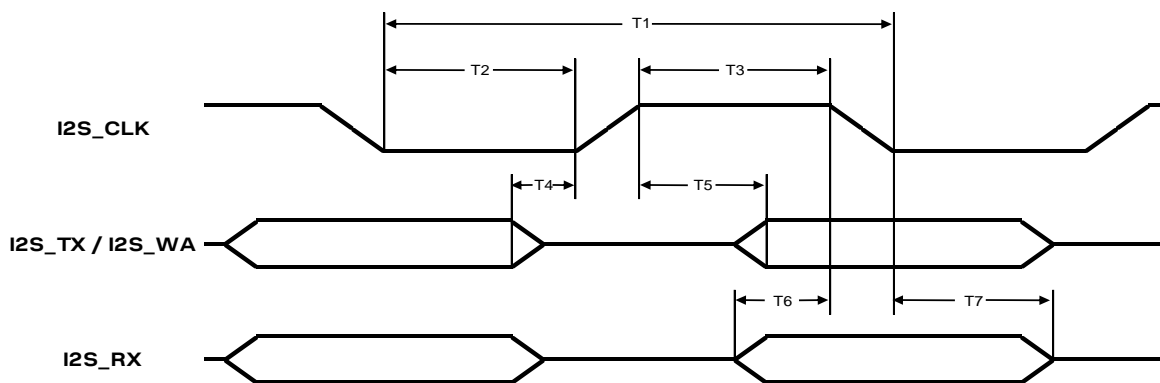 T1
T2
T3
I2S_CLK
T4
T5
I2S_TX / I2S_WA
T6
T7
I2S_RX